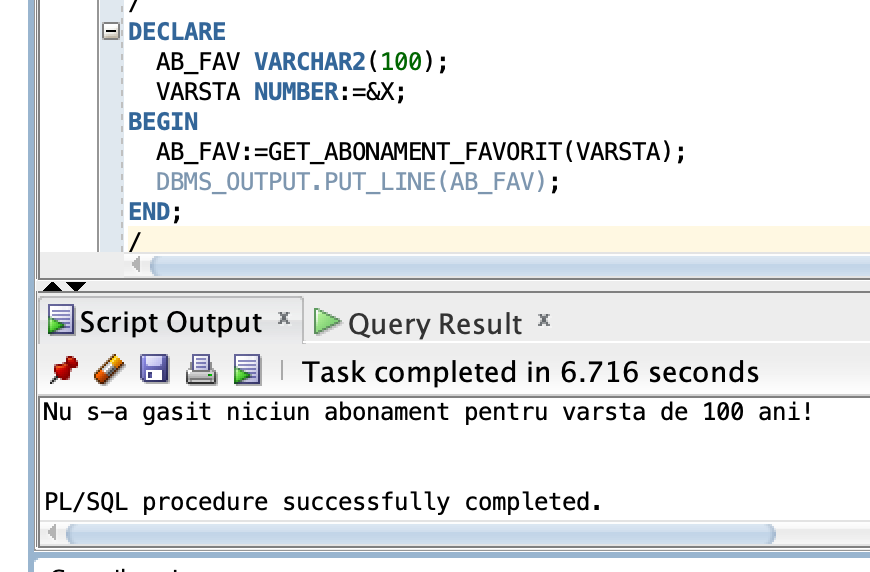 /
DECLARE
AB_FAV VARCHAR2(100);
VARSTA NUMBER:=&X;
BEGIN
AB_FAV:=GET_ABONAMENT_FAVORIT(VARSTA);
DBMS_OUTPUT.PUT_LINE(AB_FAV);
END;
/
Script Output x
Query Result x
Task completed in 6.716 seconds
Nu s-a gasit niciun abonament pentru varsta de 100 ani!
PL/SQL procedure successfully completed.